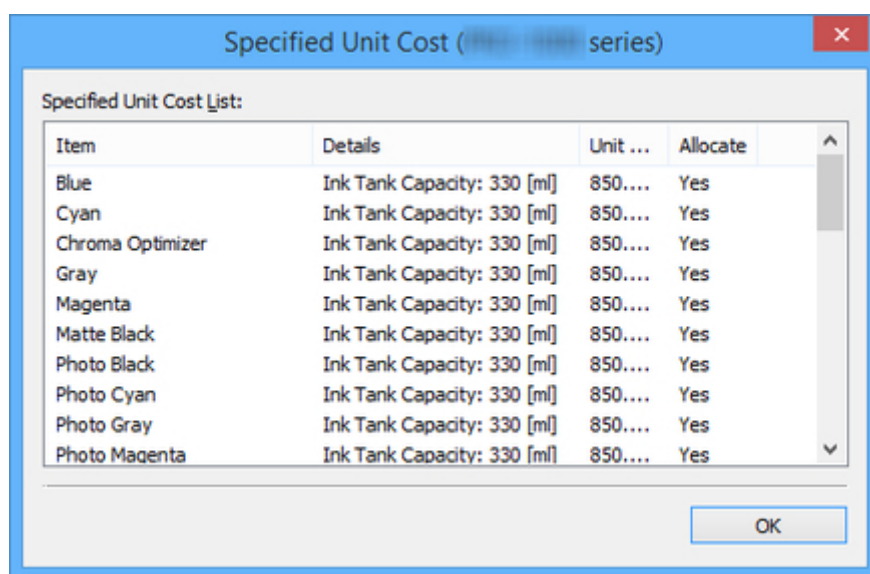 Specified Unit Cost ( series)
Specified Unit Cost List:
Item Details Unit ... Allocate
Blue Ink Tank Capacity: 330 [ml] 850.... Yes
Cyan Ink Tank Capacity: 330 [ml] 850.... Yes
Chroma Optimizer Ink Tank Capacity: 330 [ml] 850.... Yes
Gray Ink Tank Capacity: 330 [ml] 850.... Yes
Magenta Ink Tank Capacity: 330 [ml] 850.... Yes
Matte Black Ink Tank Capacity: 330 [ml] 850.... Yes
Photo Black Ink Tank Capacity: 330 [ml] 850.... Yes
Photo Cyan Ink Tank Capacity: 330 [ml] 850.... Yes
Photo Gray Ink Tank Capacity: 330 [ml] 850.... Yes
Photo Magenta Ink Tank Capacity: 330 [ml] 850.... Yes
OK